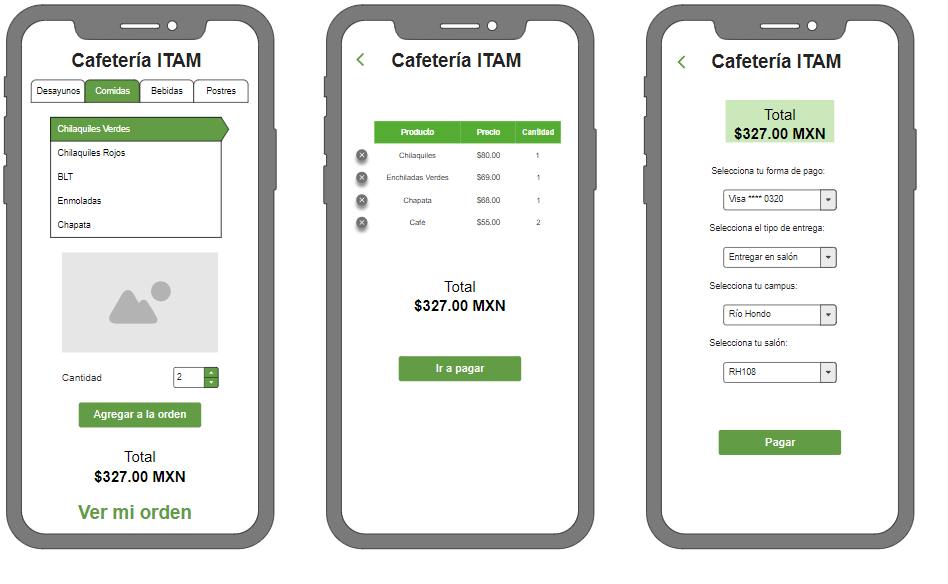 Cafetería ITAM
Desayunos Comidas Bebidas Postres
Chilaquiles Verdes
Chilaquiles Rojos
BLT
Enmoladas
Chapata
Cantidad 2
Agregar a la orden
Total
$327.00 MXN
Ver mi orden
Cafetería ITAM
Producto Precio Cantidad
Chilaquiles $80.00 1
Enchiladas Verdes $69.00 1
Chapata $68.00 1
Café $55.00 2
Total
$327.00 MXN
Ir a pagar
Cafetería ITAM
Total
$327.00 MXN
Selecciona tu forma de pago:
Visa **** 0320
Selecciona el tipo de entrega:
Entregar en salón
Selecciona tu campus:
Río Hondo
Selecciona tu salón:
RH108
Pagar